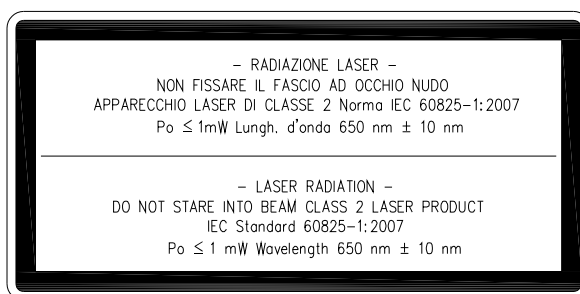 – RADIAZIONE LASER –
NON FISSARE IL FASCIO AD OCCHIO NUDO
APPARECCHIO LASER DI CLASSE 2 Norma IEC 60825-1:2007
Po ≤ 1mW Lungh. d'onda 650 nm ± 10 nm
– LASER RADIATION –
DO NOT STARE INTO BEAM CLASS 2 LASER PRODUCT
IEC Standard 60825-1:2007
Po ≤ 1 mW Wavelength 650 nm ± 10 nm